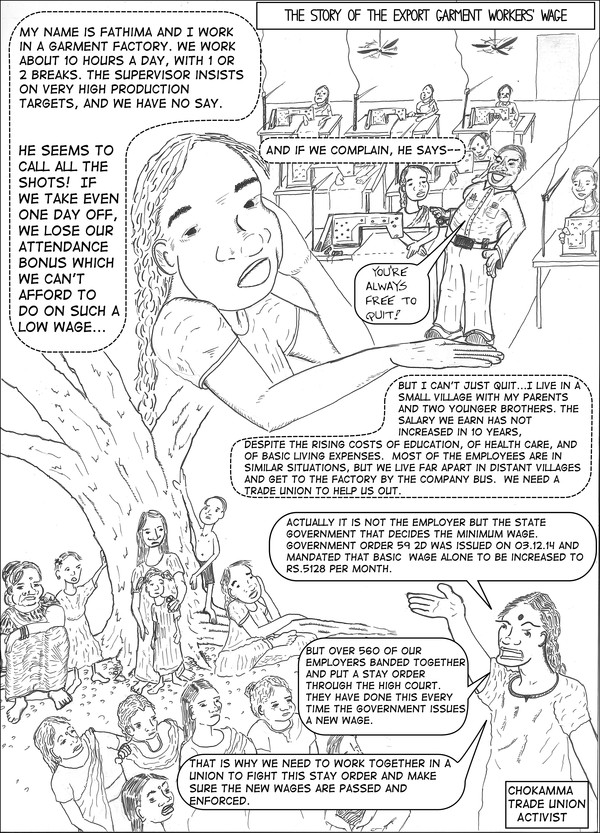 THE STORY OF THE EXPORT GARMENT WORKERS' WAGE
MY NAME IS FATHIMA AND I WORK
IN A GARMENT FACTORY. WE WORK
ABOUT 10 HOURS A DAY, WITH 1 OR
2 BREAKS. THE SUPERVISOR INSISTS
ON VERY HIGH PRODUCTION
TARGETS, AND WE HAVE NO SAY.
HE SEEMS TO
CALL ALL THE
SHOTS! IF
WE TAKE EVEN
ONE DAY OFF,
WE LOSE OUR
ATTENDANCE
BONUS WHICH
WE CAN'T
AFFORD TO
DO ON SUCH A
LOW WAGE...
AND IF WE COMPLAIN, HE SAYS--
YOU'RE
ALWAYS
FREE TO
QUIT!
BUT I CAN'T JUST QUIT...I LIVE IN A
SMALL VILLAGE WITH MY PARENTS
AND TWO YOUNGER BROTHERS. THE
SALARY WE EARN HAS NOT
INCREASED IN 10 YEARS,
DESPITE THE RISING COSTS OF EDUCATION, OF HEALTH CARE, AND
OF BASIC LIVING EXPENSES. MOST OF THE EMPLOYEES ARE IN
SIMILAR SITUATIONS, BUT WE LIVE FAR APART IN DISTANT VILLAGES
AND GET TO THE FACTORY BY THE COMPANY BUS. WE NEED A
TRADE UNION TO HELP US OUT.
ACTUALLY IT IS NOT THE EMPLOYER BUT THE STATE
GOVERNMENT THAT DECIDES THE MINIMUM WAGE.
GOVERNMENT ORDER 59 2D WAS ISSUED ON 03.12.14 AND
MANDATED THAT BASIC WAGE ALONE TO BE INCREASED TO
RS.5128 PER MONTH.
BUT OVER 560 OF OUR
EMPLOYERS BANDED TOGETHER
AND PUT A STAY ORDER
THROUGH THE HIGH COURT.
THEY HAVE DONE THIS EVERY
TIME THE GOVERNMENT ISSUES
A NEW WAGE.
THAT IS WHY WE NEED TO WORK TOGETHER IN A
UNION TO FIGHT THIS STAY ORDER AND MAKE
SURE THE NEW WAGES ARE PASSED AND
ENFORCED.
CHOKAMMA
TRADE UNION
ACTIVIST